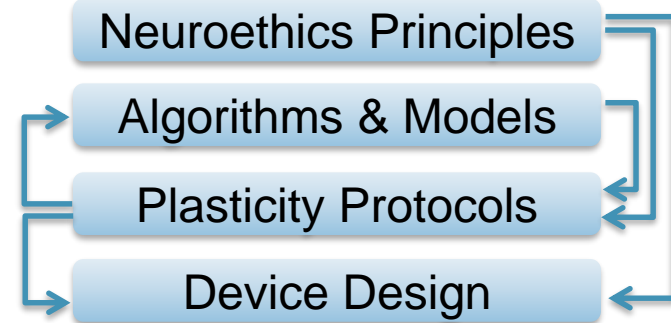 Neuroethics Principles
Algorithms & Models
Plasticity Protocols
Device Design